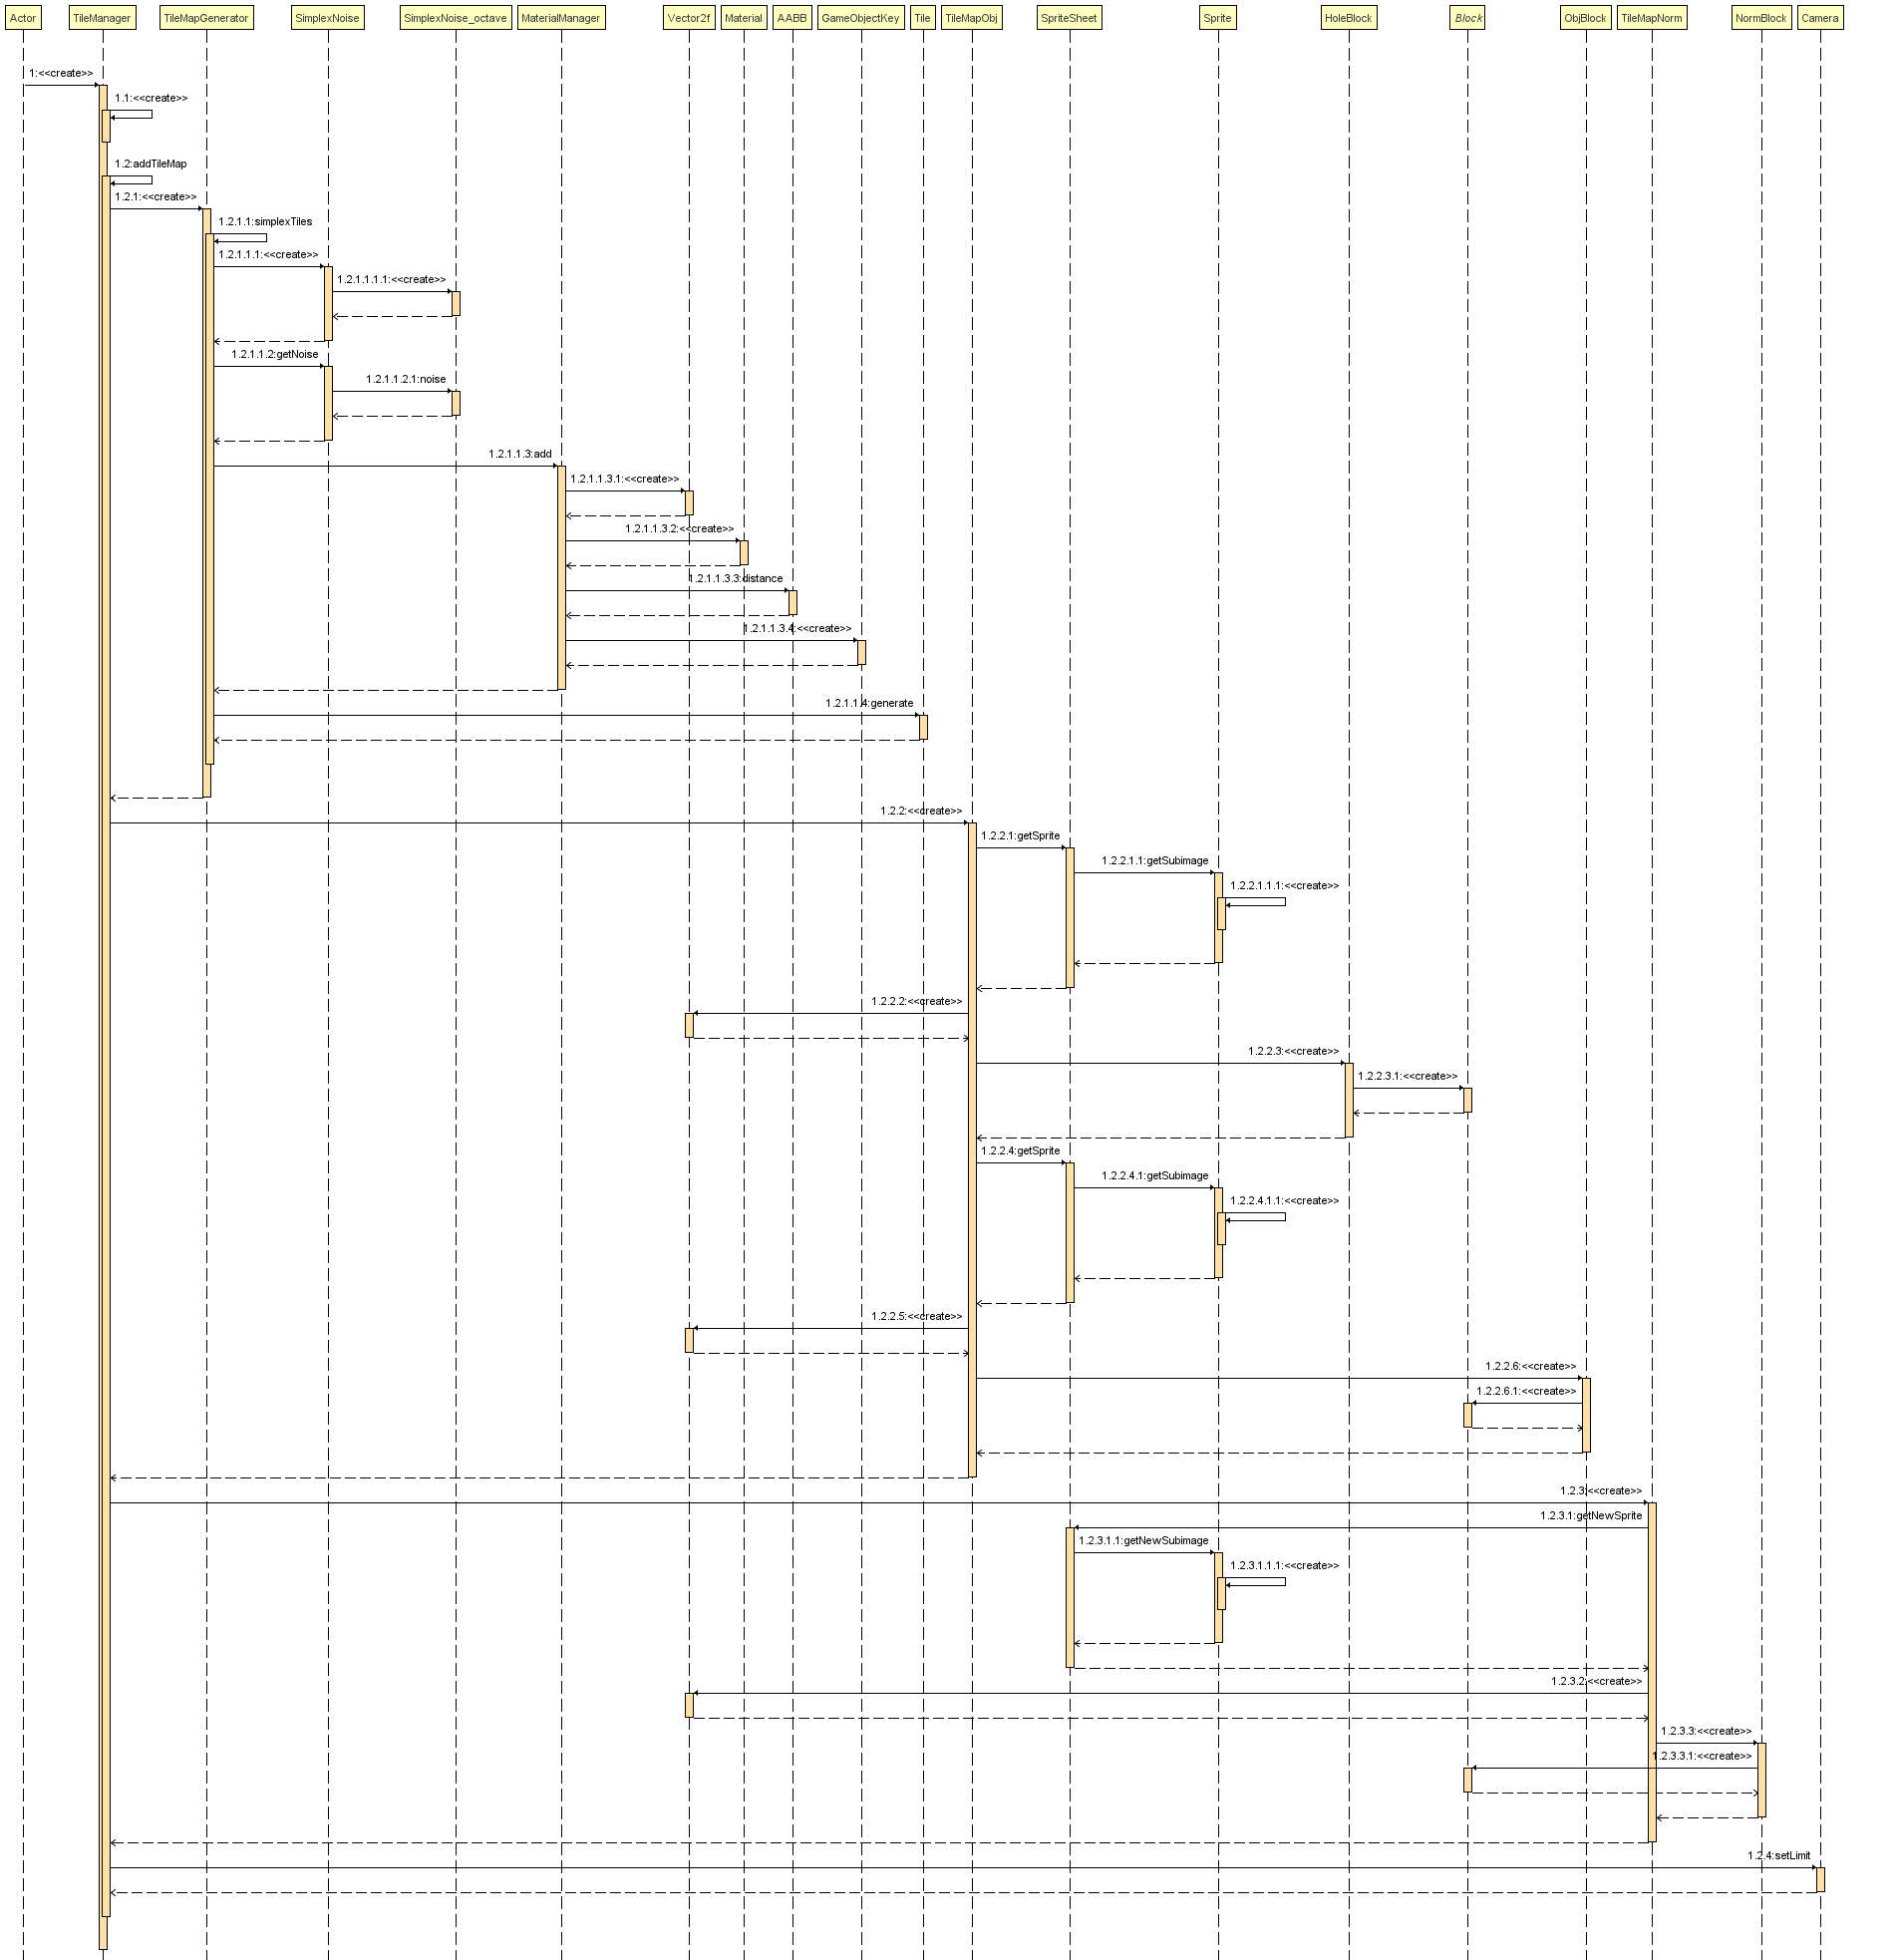 Actor TileManager TileMapGenerator SimplexNoise SimplexNoise_octave MaterialManager Vector2f Material AABB GameObjectKey Tile TileMapObj SpriteSheet Sprite HoleBlock Block ObjBlock TileMapNorm NormBlock Camera
1:<<create>>
1.1:<<create>>
1.2:addTileMap
1.2.1:<<create>>
1.2.1.1:simplexTiles
1.2.1.1.1:<<create>>
1.2.1.1.1.1:<<create>>
1.2.1.1.2:getNoise
1.2.1.1.2.1:noise
1.2.1.1.3:add
1.2.1.1.3.1:<<create>>
1.2.1.1.3.2:<<create>>
1.2.1.1.3.3:distance
1.2.1.1.3.4:<<create>>
1.2.1.1.4:generate
1.2.2:<<create>>
1.2.2.1:getSprite
1.2.2.1.1:getSubimage
1.2.2.1.1.1:<<create>>
1.2.2.2:<<create>>
1.2.2.3:<<create>>
1.2.2.3.1:<<create>>
1.2.2.4:getSprite
1.2.2.4.1:getSubimage
1.2.2.4.1.1:<<create>>
1.2.2.5:<<create>>
1.2.2.6:<<create>>
1.2.2.6.1:<<create>>
1.2.3:<<create>>
1.2.3.1:getNewSprite
1.2.3.1.1:getNewSubimage
1.2.3.1.1.1:<<create>>
1.2.3.2:<<create>>
1.2.3.3:<<create>>
1.2.3.3.1:<<create>>
1.2.4:setLimit